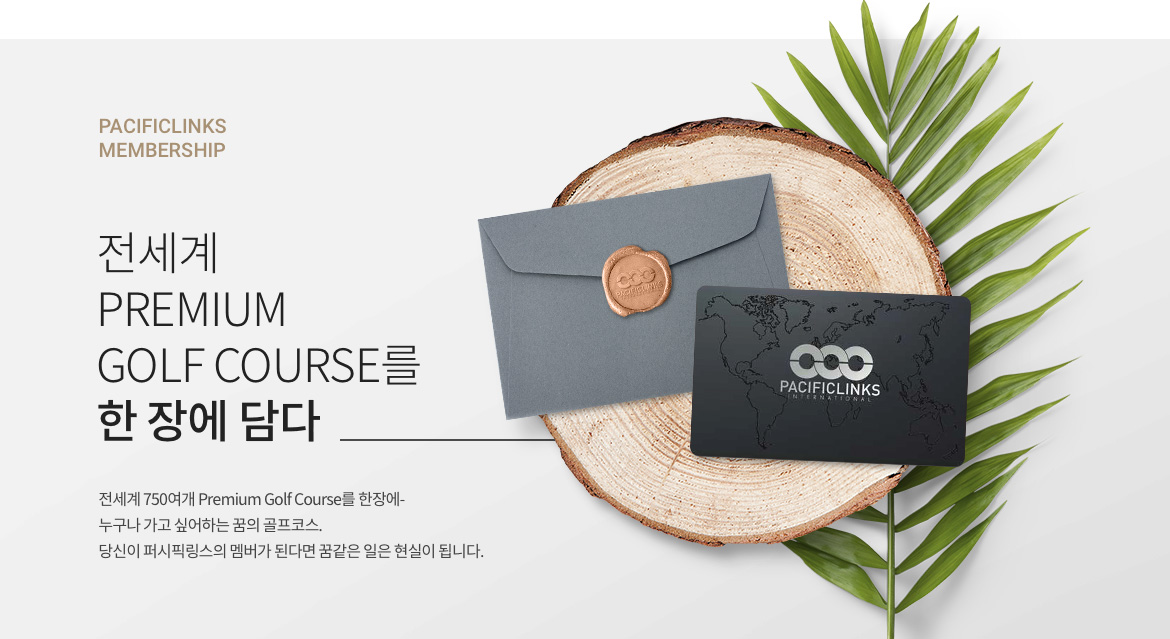 PACIFICLINKS
MEMBERSHIP
전세계
PREMIUM
GOLF COURSE를
한 장에 담다
전세계 750여개 Premium Golf Course를 한장에-
누구나 가고 싶어하는 꿈의 골프코스.
당신이 퍼시픽링스의 멤버가 된다면 꿈같은 일은 현실이 됩니다.
PACIFICLINKS
PACIFICLINKS
INTERNATIONAL